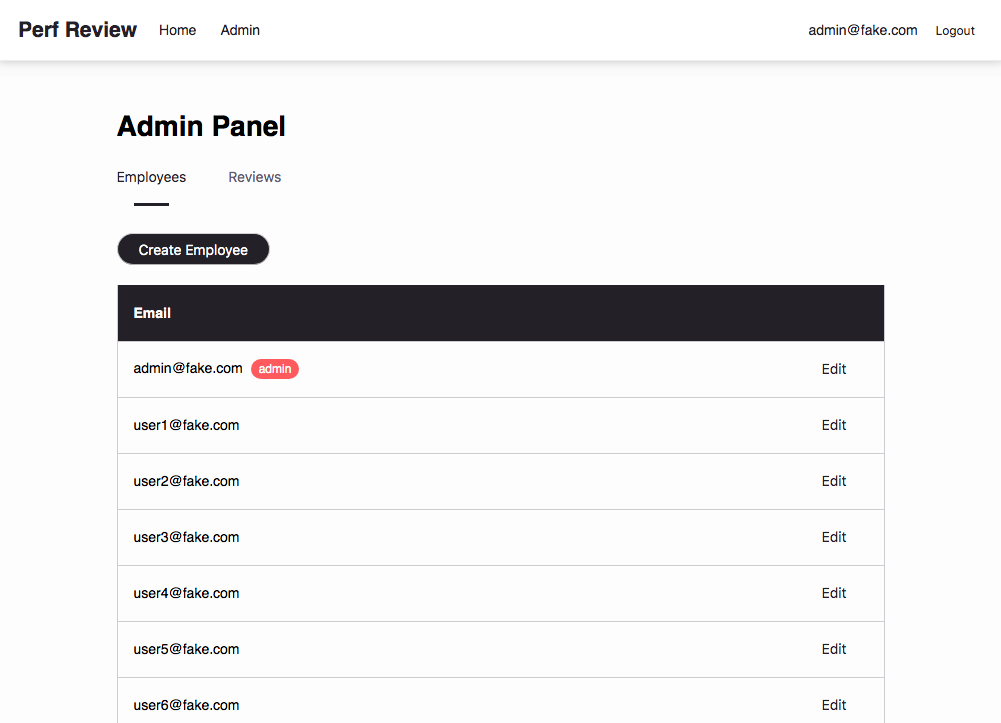 Perf Review Home Admin admin@fake.com Logout
Admin Panel
Employees Reviews
Create Employee
Email
admin@fake.com admin Edit
user1@fake.com Edit
user2@fake.com Edit
user3@fake.com Edit
user4@fake.com Edit
user5@fake.com Edit
user6@fake.com Edit